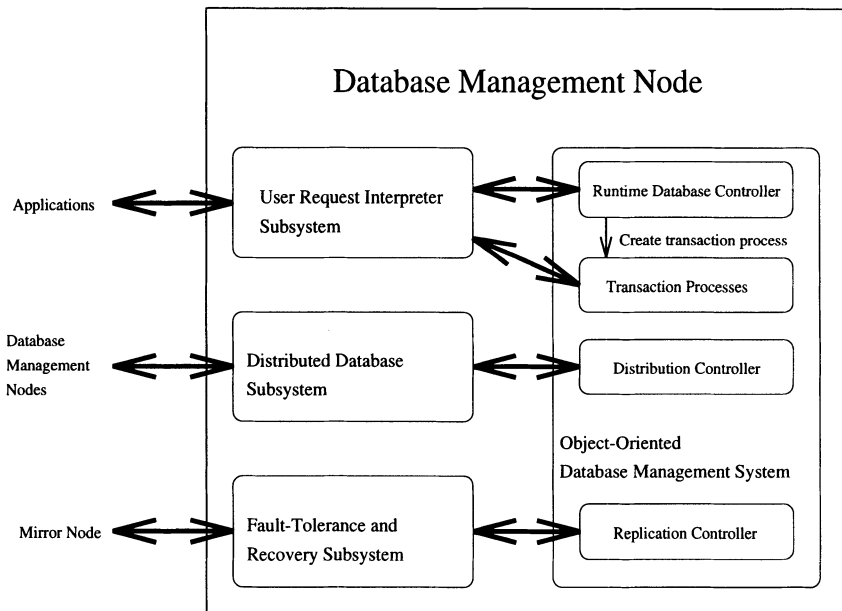 Database Management Node
Applications
User Request Interpreter
Subsystem
Runtime Database Controller
Create transaction process
Transaction Processes
Database
Management
Nodes
Distributed Database
Subsystem
Distribution Controller
Object-Oriented
Database Management System
Mirror Node
Fault-Tolerance and
Recovery Subsystem
Replication Controller